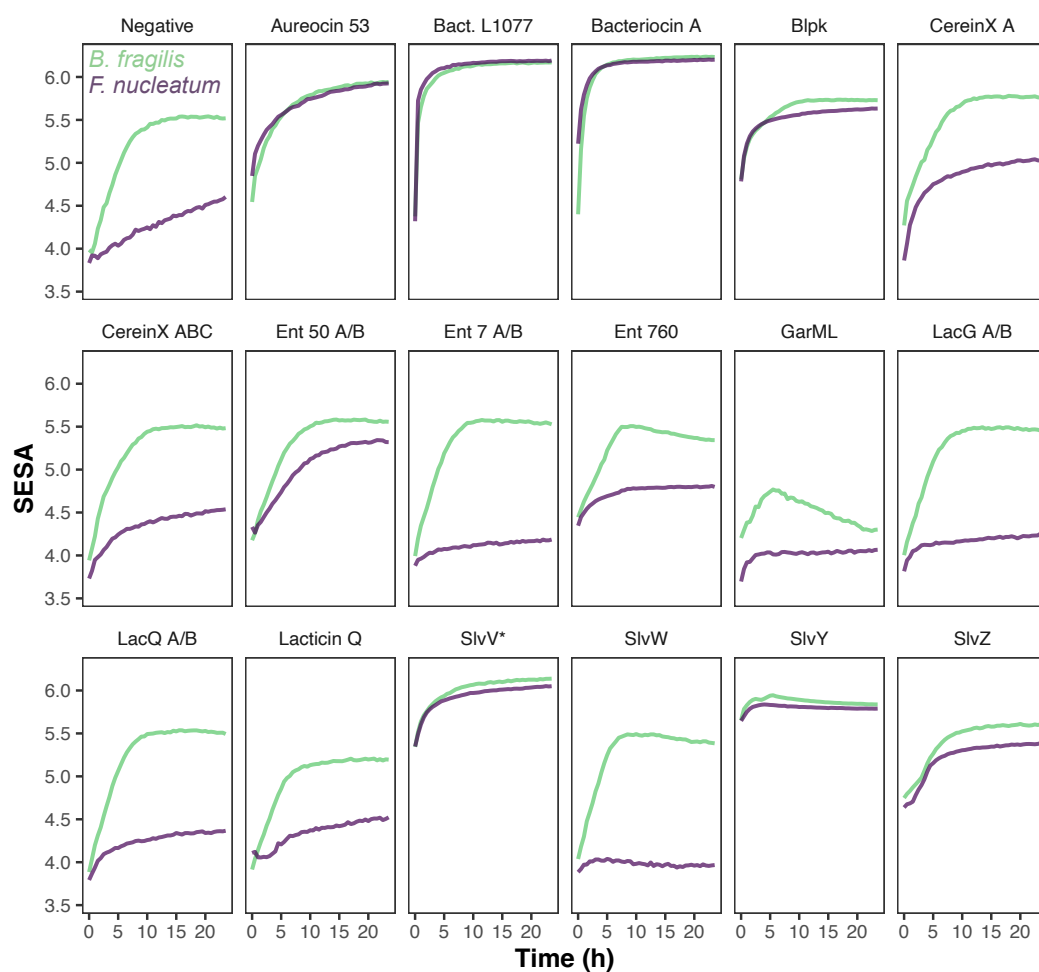 Negative Aureocin 53 Bact. L1077 Bacteriocin A Blpk CereinX A
B. fragilis
F. nucleatum
6.0
5.5
5.0
4.5
4.0
3.5
CereinX ABC Ent 50 A/B Ent 7 A/B Ent 760 GarML LacG A/B
6.0
5.5
5.0
4.5
4.0
3.5
SESA
LacQ A/B Lacticin Q SlvV* SlvW SlvY SlvZ
6.0
5.5
5.0
4.5
4.0
3.5
0 5 10 15 20 0 5 10 15 20 0 5 10 15 20 0 5 10 15 20 0 5 10 15 20 0 5 10 15 20
Time (h)